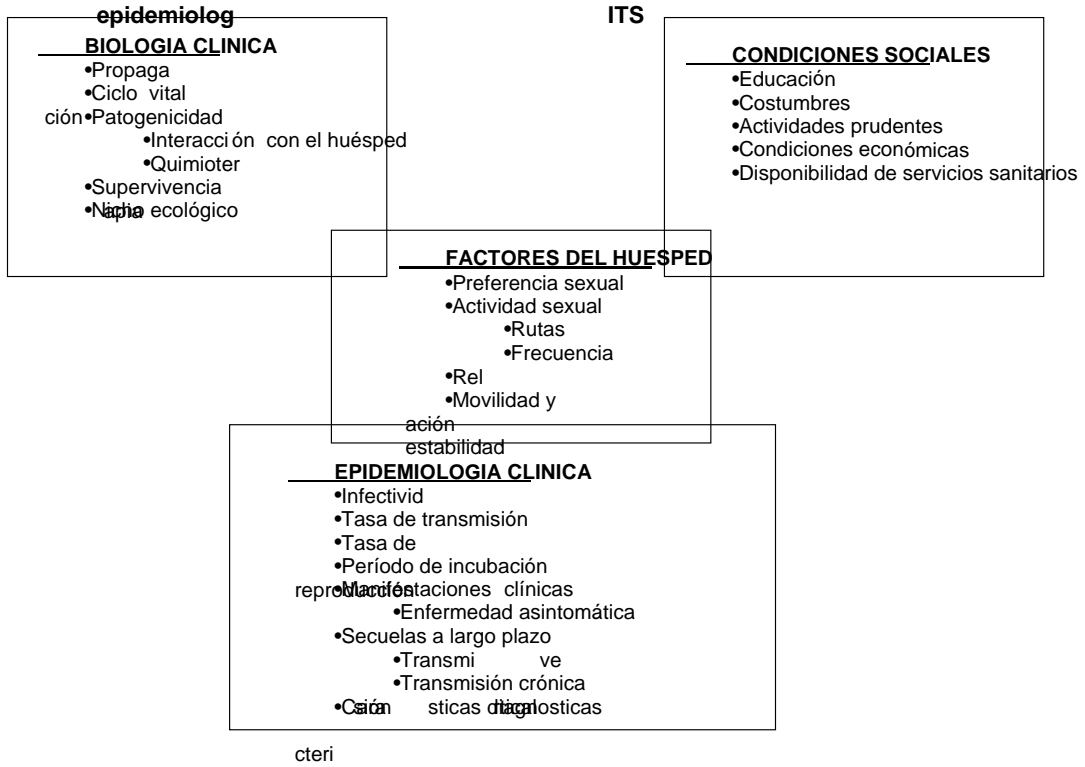 epidemiolog
ITS
BIOLOGIA CLINICA
•Propaga
•Ciclo vital
ción•Patogenicidad
•Interacción con el huésped
•Quimioter
•Supervivencia
•Nicho ecológico
apia
CONDICIONES SOCIALES
•Educación
•Costumbres
•Actividades prudentes
•Condiciones económicas
•Disponibilidad de servicios sanitarios
FACTORES DEL HUESPED
•Preferencia sexual
•Actividad sexual
•Rutas
•Frecuencia
•Rel
•Movilidad y
ación
estabilidad
EPIDEMIOLOGIA CLINICA
•Infectivid
•Tasa de transmisión
•Tasa de
•Período de incubación
reproducción•Manifestaciones clínicas
•Enfermedad asintomática
•Secuelas a largo plazo
•Transmi ve
•Transmisión crónica
sticas
cteri